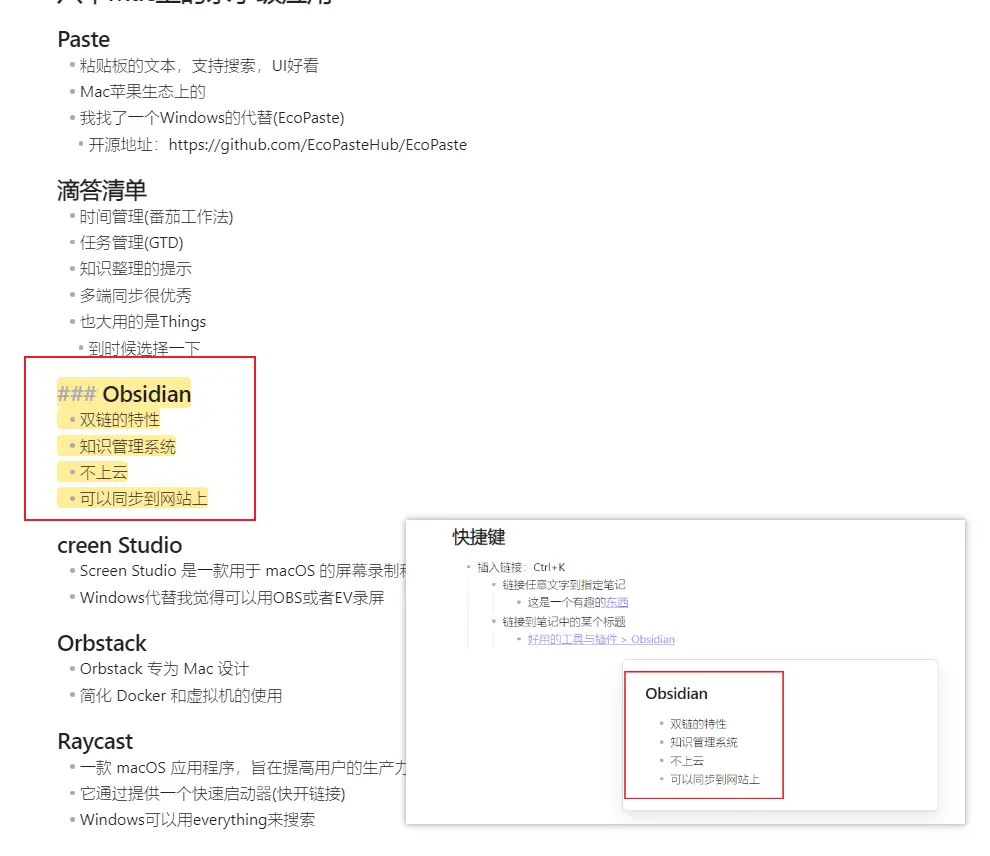 Paste
粘贴板的文本，支持搜索，UI好看
Mac苹果生态上的
我找了一个Windows的代替(EcoPaste)
开源地址：https://github.com/EcoPasteHub/EcoPaste
滴答清单
时间管理(番茄工作法)
任务管理(GTD)
知识整理的提示
多端同步很优秀
也大用的是Things
到时候选择一下
### Obsidian
双链的特性
知识管理系统
不上云
可以同步到网站上
creen Studio
Screen Studio 是一款用于 macOS 的屏幕录制
Windows代替我觉得可以用OBS或者EV录屏
Orbstack
Orbstack 专为 Mac 设计
简化 Docker 和虚拟机的使用
Raycast
一款 macOS 应用程序，旨在提高用户的生产力
它通过提供一个快速启动器(快开链接)
Windows可以用everything来搜索
快捷键
插入链接：Ctrl+K
链接任意文字到指定笔记
这是一个有趣的东西
链接到笔记中的某个标题
好用的工具与插件 > Obsidian
Obsidian
双链的特性
知识管理系统
不上云
可以同步到网站上